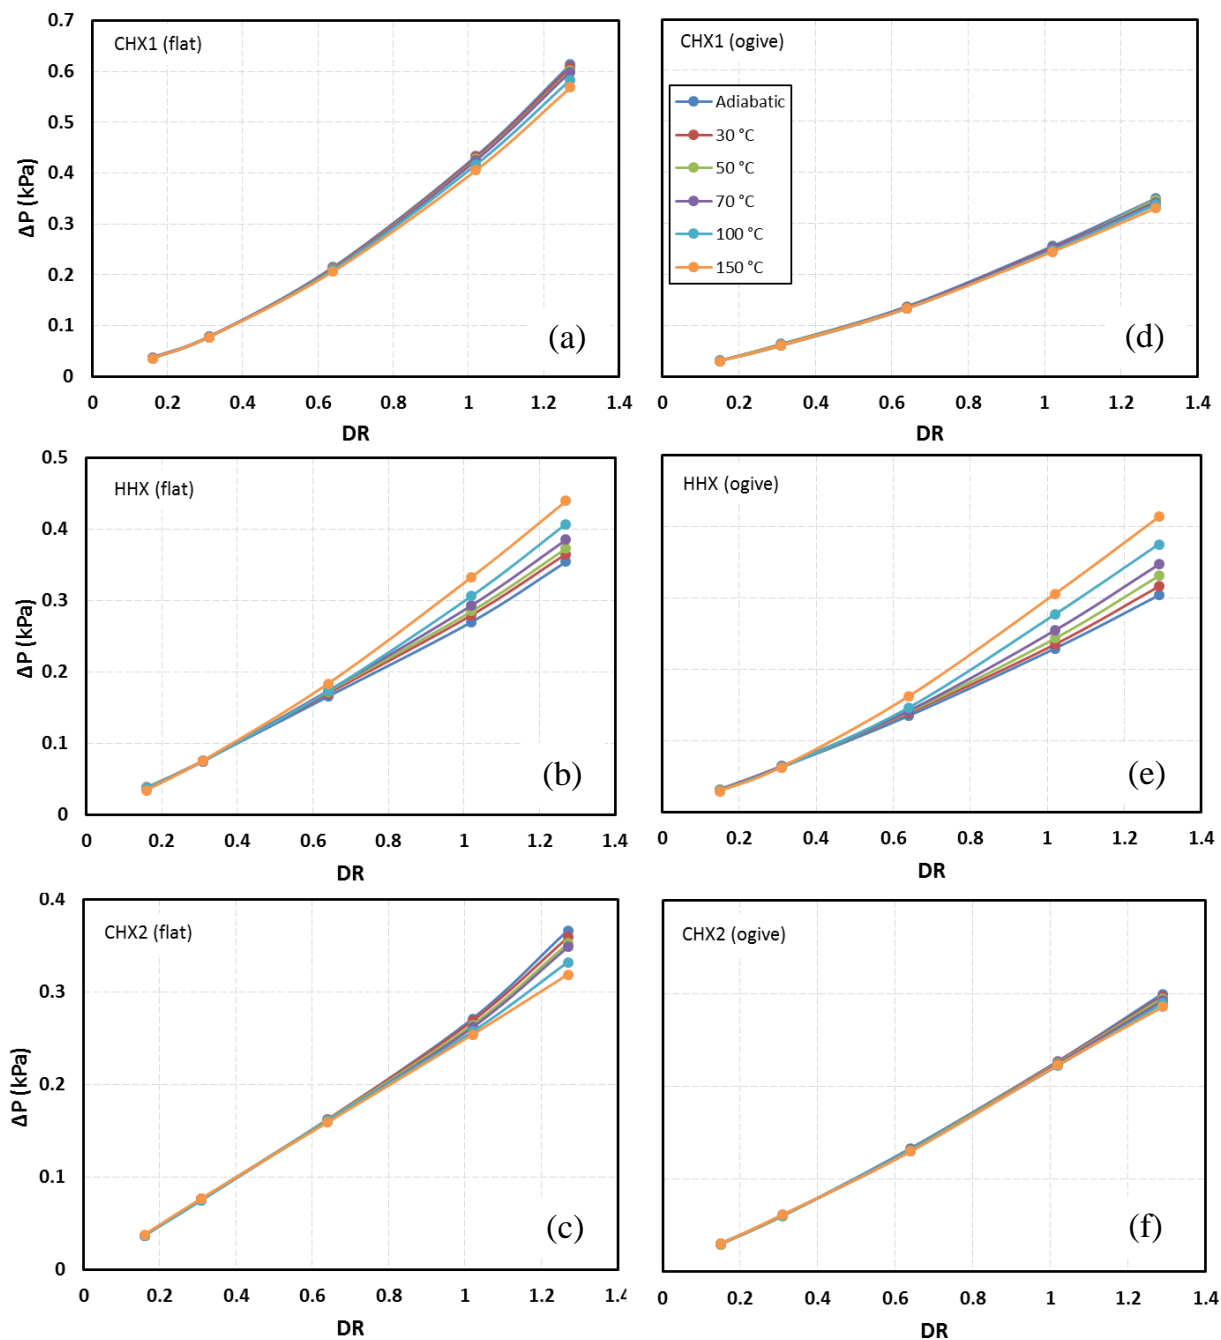 CHX1 (flat)
ΔP (kPa)
0.7
0.6
0.5
0.4
0.3
0.2
0.1
0
(a)
0 0.2 0.4 0.6 0.8 1 1.2 1.4
DR
CHX1 (ogive)
Adiabatic
30 °C
50 °C
70 °C
100 °C
150 °C
(d)
0 0.2 0.4 0.6 0.8 1 1.2 1.4
DR
HHX (flat)
ΔP (kPa)
0.5
0.4
0.3
0.2
0.1
0
(b)
0 0.2 0.4 0.6 0.8 1 1.2 1.4
DR
HHX (ogive)
(e)
0 0.2 0.4 0.6 0.8 1 1.2 1.4
DR
CHX2 (flat)
ΔP (kPa)
0.4
0.3
0.2
0.1
0
(c)
0 0.2 0.4 0.6 0.8 1 1.2 1.4
DR
CHX2 (ogive)
(f)
0 0.2 0.4 0.6 0.8 1 1.2 1.4
DR